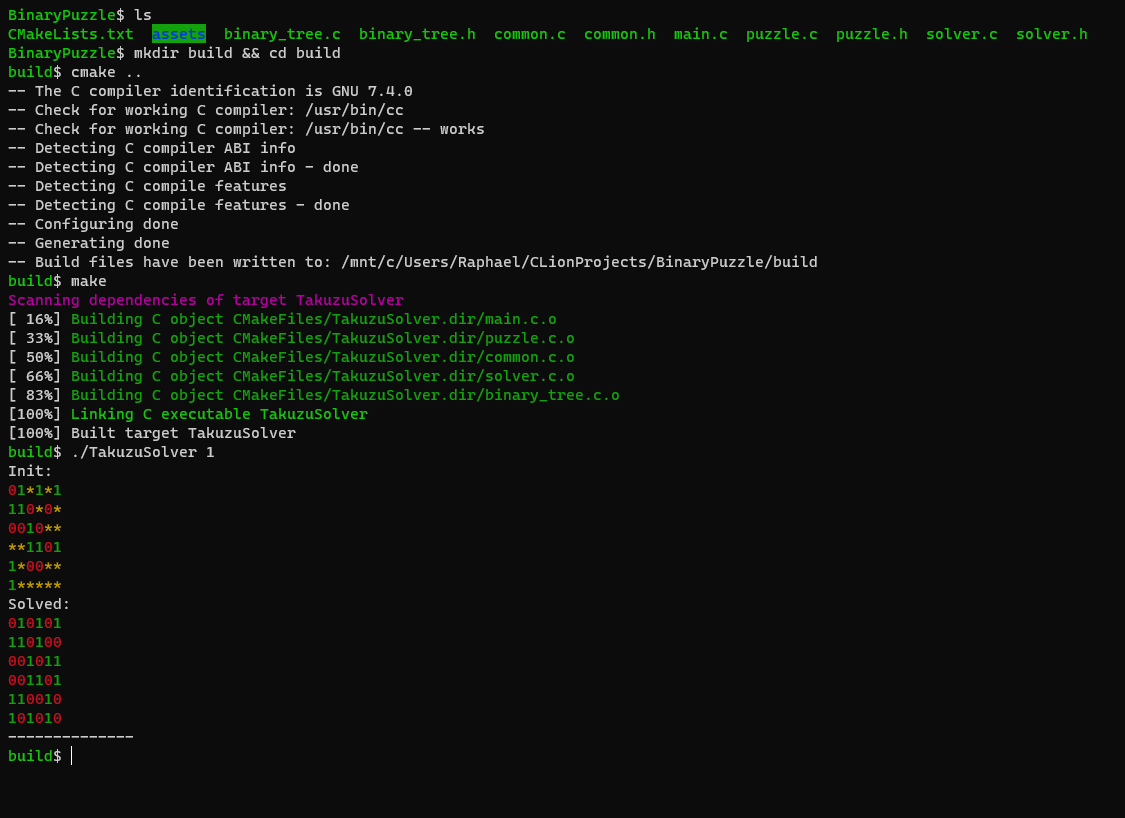 BinaryPuzzle$ ls
CMakeLists.txt  assets  binary_tree.c  binary_tree.h  common.c  common.h  main.c  puzzle.c  puzzle.h  solver.c  solver.h
BinaryPuzzle$ mkdir build && cd build
build$ cmake ..
-- The C compiler identification is GNU 7.4.0
-- Check for working C compiler: /usr/bin/cc
-- Check for working C compiler: /usr/bin/cc -- works
-- Detecting C compiler ABI info
-- Detecting C compiler ABI info - done
-- Detecting C compile features
-- Detecting C compile features - done
-- Configuring done
-- Generating done
-- Build files have been written to: /mnt/c/Users/Raphael/CLionProjects/BinaryPuzzle/build
build$ make
Scanning dependencies of target TakuzuSolver
[ 16%] Building C object CMakeFiles/TakuzuSolver.dir/main.c.o
[ 33%] Building C object CMakeFiles/TakuzuSolver.dir/puzzle.c.o
[ 50%] Building C object CMakeFiles/TakuzuSolver.dir/common.c.o
[ 66%] Building C object CMakeFiles/TakuzuSolver.dir/solver.c.o
[ 83%] Building C object CMakeFiles/TakuzuSolver.dir/binary_tree.c.o
[100%] Linking C executable TakuzuSolver
[100%] Built target TakuzuSolver
build$ ./TakuzuSolver 1
Init:
01*1*1
110*0*
0010**
**1101
1*00**
1*****
Solved:
010101
110100
001011
001101
110010
101010
--------------
build$